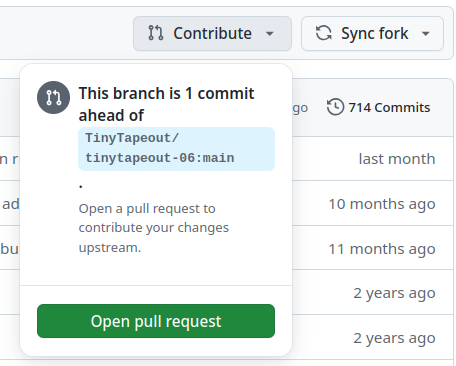 Contribute
Sync fork
This branch is 1 commit
ahead of
TinyTapeout/
tinytapeout-06:main
.
Open a pull request to
contribute your changes
upstream.
Open pull request
go
714 Commits
n r
last month
ad
10 months ago
bu
11 months ago
2 years ago
2 years ago